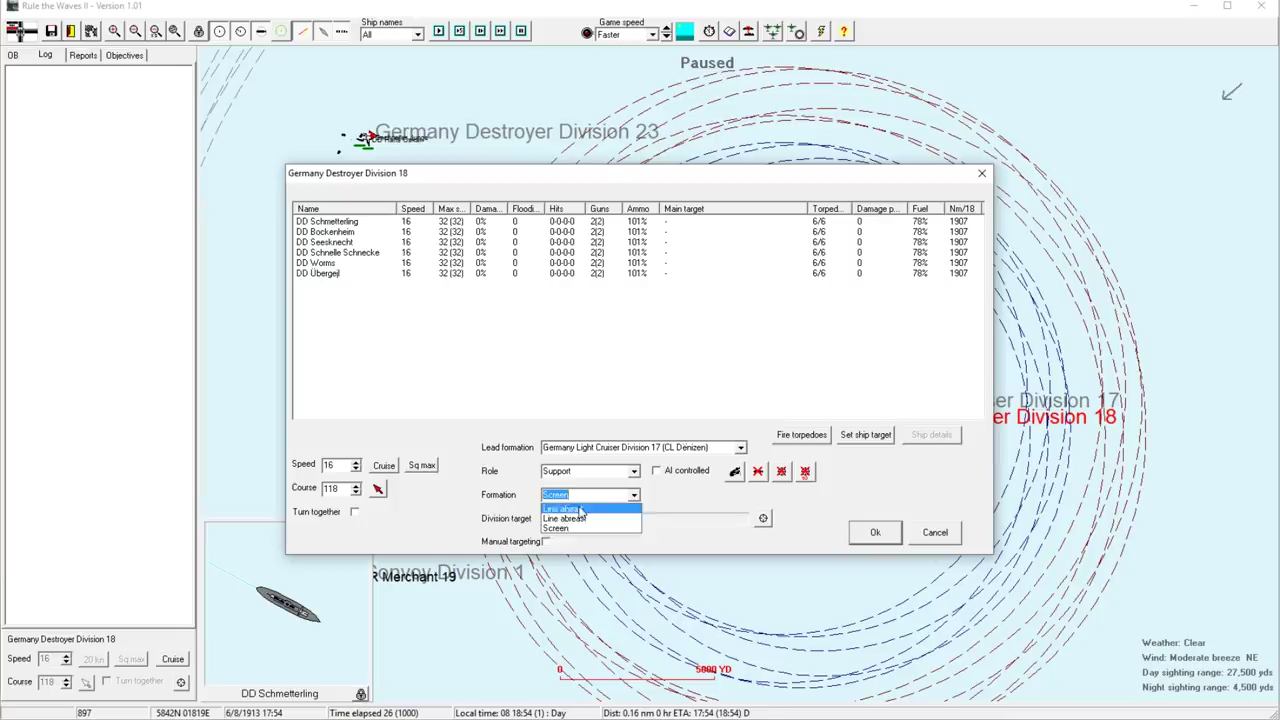 Rule the Waves II - Version 1.01
Ship names
All
Game speed
Faster
OB Log Reports Objectives
Paused
Germany Destroyer Division 23
Germany Destroyer Division 18
Name Speed Max s... Dama... Floodi... Hits Guns Ammo Main target Torped... Damage p... Fuel Nm/18
DD Schmetterling 16 32 (32) 0% 0 0-0-0-0 2(2) 101% - 6/6 0 78% 1907
DD Bockenheim 16 32 (32) 0% 0 0-0-0-0 2(2) 101% - 6/6 0 78% 1907
DD Seesknecht 16 32 (32) 0% 0 0-0-0-0 2(2) 101% - 6/6 0 78% 1907
DD Schnelle Schnecke 16 32 (32) 0% 0 0-0-0-0 2(2) 101% - 6/6 0 78% 1907
DD Worms 16 32 (32) 0% 0 0-0-0-0 2(2) 101% - 6/6 0 78% 1907
DD Übergejl 16 32 (32) 0% 0 0-0-0-0 2(2) 101% - 6/6 0 78% 1907
er Division 17
er Division 18
Fire torpedoes Set ship target Ship details
Lead formation Germany Light Cruiser Division 17 (CL Denizen)
Speed 16 Cruise Sq max
Role Support AI controlled
Course 118
Formation Screen
Line ahead
Line abreast
Screen
Turn together
Division target
Manual targeting
Ok Cancel
onvoy Division 1
R Merchant 19
Germany Destroyer Division 18
Speed 16 20 kn Sq max Cruise
Course 118 Turn together
DD Schmetterling
0 5000 YD
Weather: Clear
Wind: Moderate breeze NE
Day sighting range: 27,500 yds
Night sighting range: 4,500 yds
897 5842N 01819E 6/8/1913 17:54 Time elapsed 26 (1000) Local time: 08 18:54 (1) : Day Dist: 0.16 nm 0 hr ETA: 17:54 (18:54) D